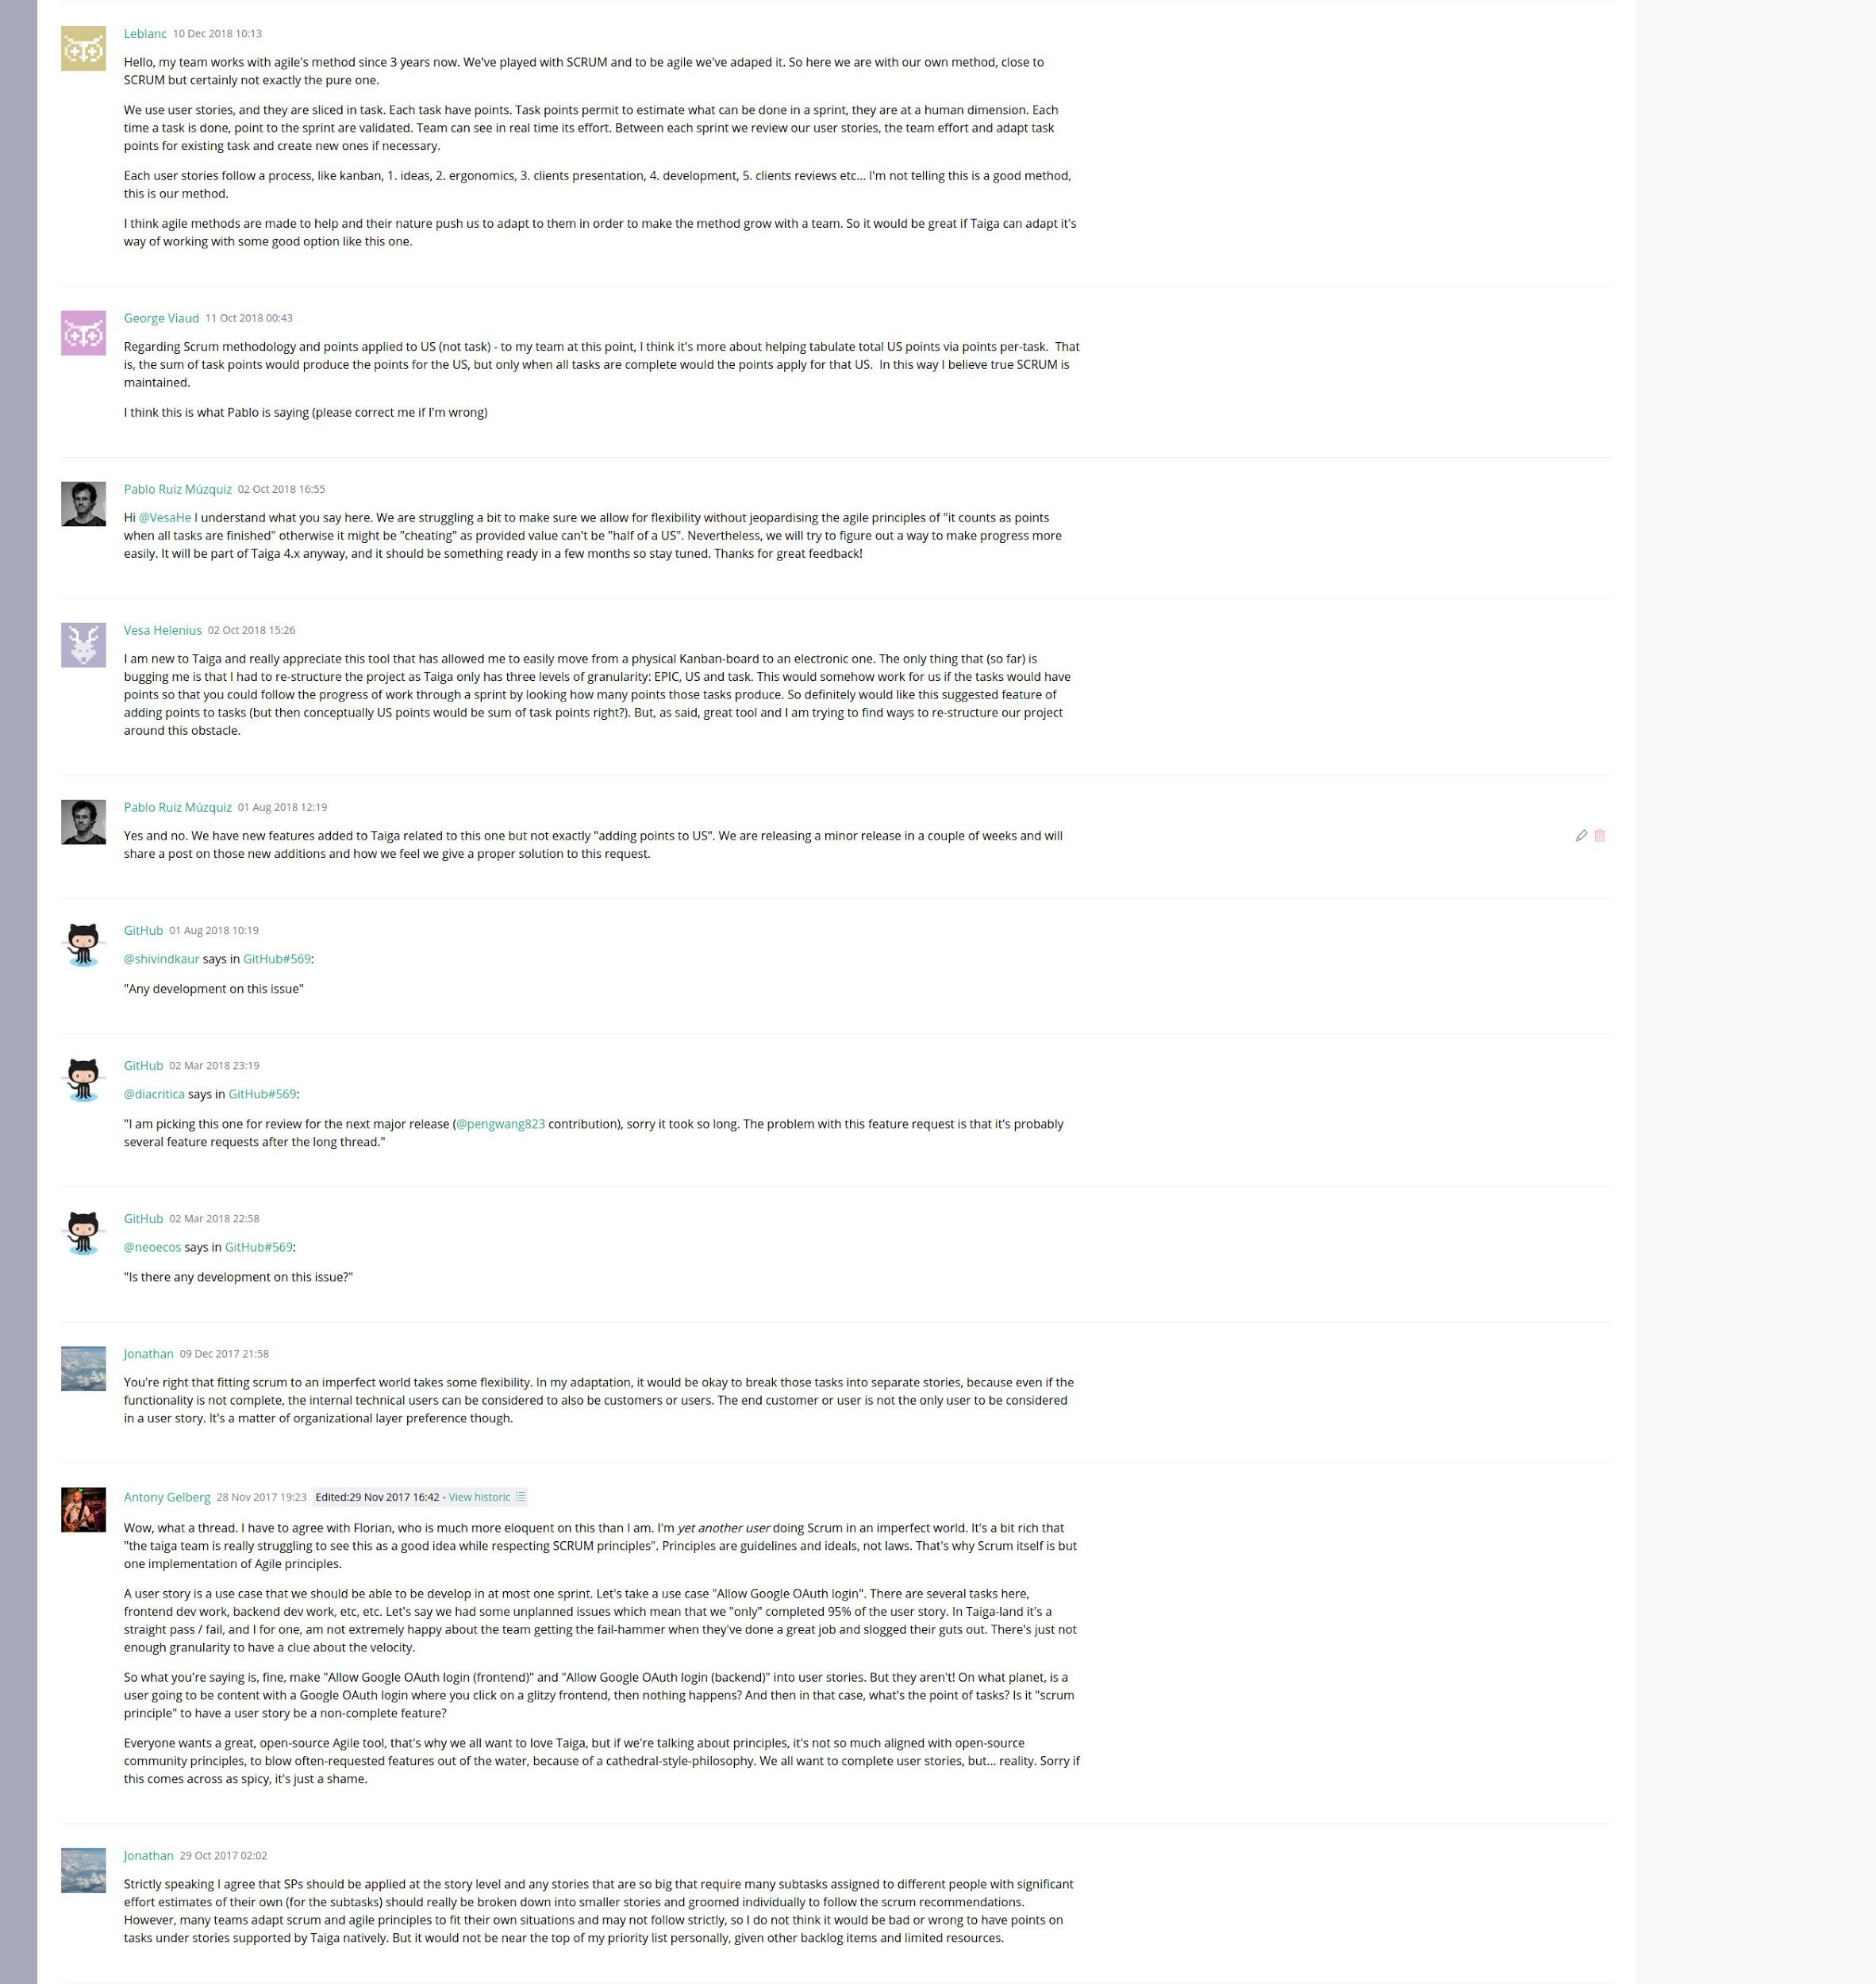 Leblanc 10 Dec 2018 10:13
Hello, my team works with agile's method since 3 years now. We've played with SCRUM and to be agile we've adaped it. So here we are with our own method, close to
SCRUM but certainly not exactly the pure one.
We use user stories, and they are sliced in task. Each task have points. Task points permit to estimate what can be done in a sprint, they are at a human dimension. Each
time a task is done, point to the sprint are validated. Team can see in real time its effort. Between each sprint we review our user stories, the team effort and adapt task
points for existing task and create new ones if necessary.
Each user stories follow a process, like kanban, 1. ideas, 2. ergonomics, 3. clients presentation, 4. development, 5. clients reviews etc... I'm not telling this is a good method,
this is our method.
I think agile methods are made to help and their nature push us to adapt to them in order to make the method grow with a team. So it would be great if Taiga can adapt it's
way of working with some good option like this one.
George Viaud 11 Oct 2018 00:43
Regarding Scrum methodology and points applied to US (not task) - to my team at this point, I think it's more about helping tabulate total US points via points per-task.  That
is, the sum of task points would produce the points for the US, but only when all tasks are complete would the points apply for that US.  In this way I believe true SCRUM is
maintained.
I think this is what Pablo is saying (please correct me if I'm wrong)
Pablo Ruiz Múzquiz 02 Oct 2018 16:55
Hi @VesaHe I understand what you say here. We are struggling a bit to make sure we allow for flexibility without jeopardising the agile principles of "it counts as points
when all tasks are finished" otherwise it might be "cheating" as provided value can't be "half of a US". Nevertheless, we will try to figure out a way to make progress more
easily. It will be part of Taiga 4.x anyway, and it should be something ready in a few months so stay tuned. Thanks for great feedback!
Vesa Helenius 02 Oct 2018 15:26
I am new to Taiga and really appreciate this tool that has allowed me to easily move from a physical Kanban-board to an electronic one. The only thing that (so far) is
bugging me is that I had to re-structure the project as Taiga only has three levels of granularity: EPIC, US and task. This would somehow work for us if the tasks would have
points so that you could follow the progress of work through a sprint by looking how many points those tasks produce. So definitely would like this suggested feature of
adding points to tasks (but then conceptually US points would be sum of task points right?). But, as said, great tool and I am trying to find ways to re-structure our project
around this obstacle.
Pablo Ruiz Múzquiz 01 Aug 2018 12:19
Yes and no. We have new features added to Taiga related to this one but not exactly "adding points to US". We are releasing a minor release in a couple of weeks and will
share a post on those new additions and how we feel we give a proper solution to this request.
GitHub 01 Aug 2018 10:19
@shivindkaur says in GitHub#569:
"Any development on this issue"
GitHub 02 Mar 2018 23:19
@diacritica says in GitHub#569:
"I am picking this one for review for the next major release (@pengwang823 contribution), sorry it took so long. The problem with this feature request is that it's probably
several feature requests after the long thread."
GitHub 02 Mar 2018 22:58
@neoecos says in GitHub#569:
"Is there any development on this issue?"
Jonathan 09 Dec 2017 21:58
You're right that fitting scrum to an imperfect world takes some flexibility. In my adaptation, it would be okay to break those tasks into separate stories, because even if the
functionality is not complete, the internal technical users can be considered to also be customers or users. The end customer or user is not the only user to be considered
in a user story. It's a matter of organizational layer preference though.
Antony Gelberg 28 Nov 2017 19:23 Edited:29 Nov 2017 16:42 - View historic
Wow, what a thread. I have to agree with Florian, who is much more eloquent on this than I am. I'm yet another user doing Scrum in an imperfect world. It's a bit rich that
"the taiga team is really struggling to see this as a good idea while respecting SCRUM principles". Principles are guidelines and ideals, not laws. That's why Scrum itself is but
one implementation of Agile principles.
A user story is a use case that we should be able to be develop in at most one sprint. Let's take a use case "Allow Google OAuth login". There are several tasks here,
frontend dev work, backend dev work, etc, etc. Let's say we had some unplanned issues which mean that we "only" completed 95% of the user story. In Taiga-land it's a
straight pass / fail, and I for one, am not extremely happy about the team getting the fail-hammer when they've done a great job and slogged their guts out. There's just not
enough granularity to have a clue about the velocity.
So what you're saying is, fine, make "Allow Google OAuth login (frontend)" and "Allow Google OAuth login (backend)" into user stories. But they aren't! On what planet, is a
user going to be content with a Google OAuth login where you click on a glitzy frontend, then nothing happens? And then in that case, what's the point of tasks? Is it "scrum
principle" to have a user story be a non-complete feature?
Everyone wants a great, open-source Agile tool, that's why we all want to love Taiga, but if we're talking about principles, it's not so much aligned with open-source
community principles, to blow often-requested features out of the water, because of a cathedral-style-philosophy. We all want to complete user stories, but... reality. Sorry if
this comes across as spicy, it's just a shame.
Jonathan 29 Oct 2017 02:02
Strictly speaking I agree that SPs should be applied at the story level and any stories that are so big that require many subtasks assigned to different people with significant
effort estimates of their own (for the subtasks) should really be broken down into smaller stories and groomed individually to follow the scrum recommendations.
However, many teams adapt scrum and agile principles to fit their own situations and may not follow strictly, so I do not think it would be bad or wrong to have points on
tasks under stories supported by Taiga natively. But it would not be near the top of my priority list personally, given other backlog items and limited resources.